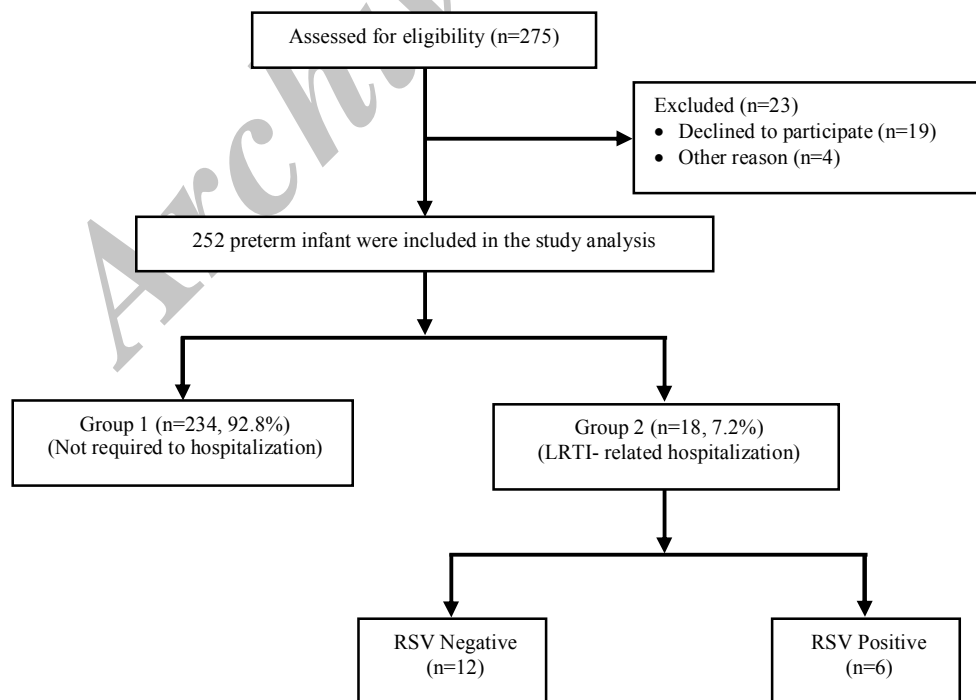 Assessed for eligibility (n=275)
Excluded (n=23)
• Declined to participate (n=19)
• Other reason (n=4)
252 preterm infant were included in the study analysis
Group 1 (n=234, 92.8%)
(Not required to hospitalization)
Group 2 (n=18, 7.2%)
(LRTI- related hospitalization)
RSV Negative
(n=12)
RSV Positive
(n=6)